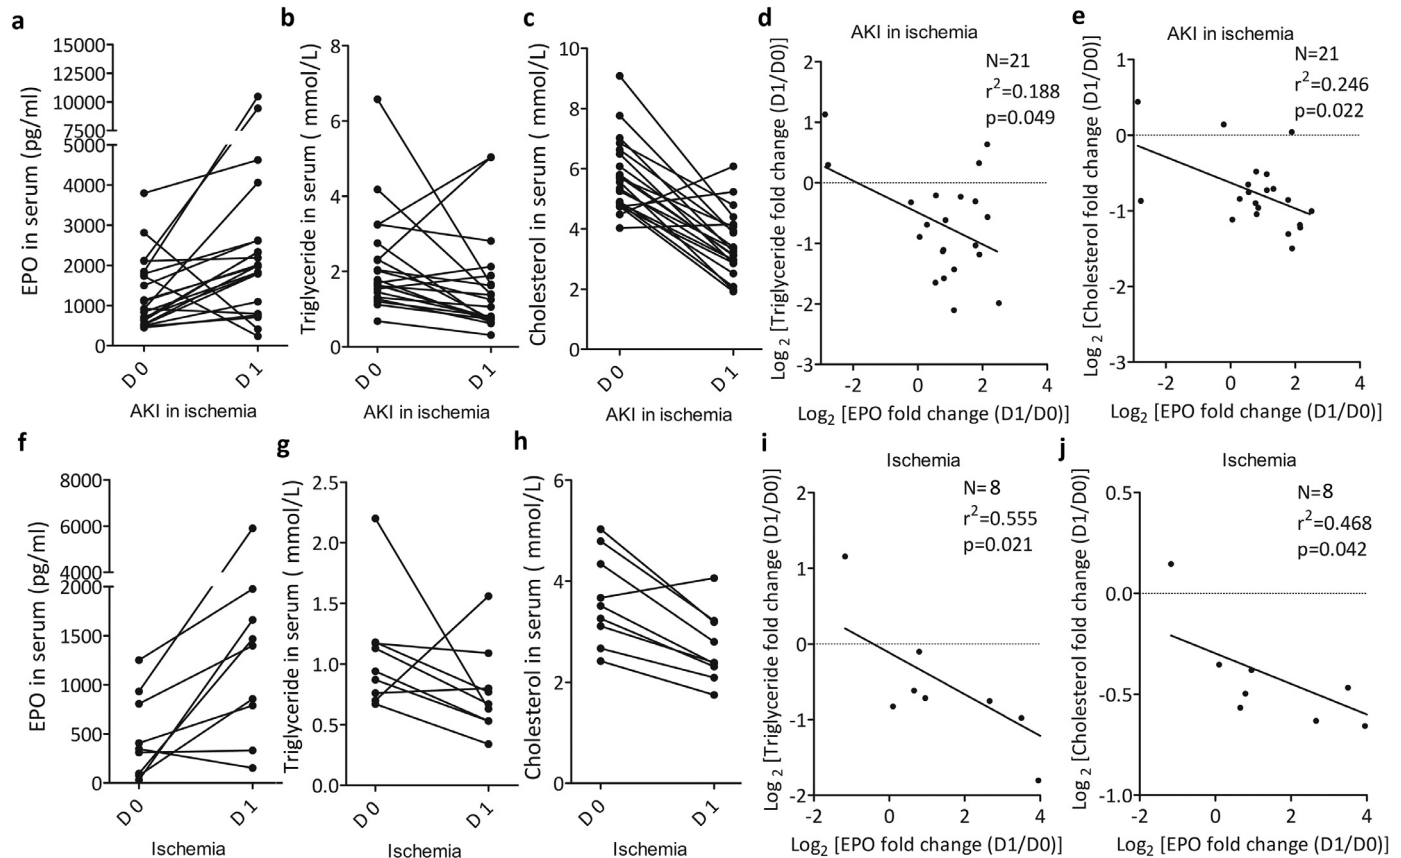 a
EPO in serum (pg/ml)
15000
12500
10000
7500
5000
4000
3000
2000
1000
0
D 0
D 1
AKI in ischemia
b
Triglyceride in serum ( mmol/L)
8
6
4
2
0
D 0
D 1
AKI in ischemia
c
Cholesterol in serum ( mmol/L)
10
8
6
4
2
0
D 0
D 1
AKI in ischemia
d
AKI in ischemia
N=21
r2=0.188
p=0.049
Log 2 [Triglyceride fold change (D1/D0)]
2
1
0
-1
-2
-3
-2
0
2
4
Log2 [EPO fold change (D1/D0)]
e
AKI in ischemia
N=21
r2=0.246
p=0.022
Log 2 [Cholesterol fold change (D1/D0)]
1
0
-1
-2
-3
-2
0
2
4
Log2 [EPO fold change (D1/D0)]
f
EPO in serum (pg/ml)
8000
6000
4000
2000
1500
1000
500
0
D 0
D 1
Ischemia
g
Triglyceride in serum ( mmol/L)
2.5
2.0
1.5
1.0
0.5
0.0
D 0
D 1
Ischemia
h
Cholesterol in serum ( mmol/L)
6
4
2
0
D 0
D 1
Ischemia
i
Ischemia
N=8
r2=0.555
p=0.021
Log 2 [Triglyceride fold change (D1/D0)]
2
1
0
-1
-2
-2
0
2
4
Log2 [EPO fold change (D1/D0)]
j
Ischemia
N=8
r2=0.468
p=0.042
Log 2 [Cholesterol fold change (D1/D0)]
0.5
0.0
-0.5
-1.0
-2
0
2
4
Log2 [EPO fold change (D1/D0)]